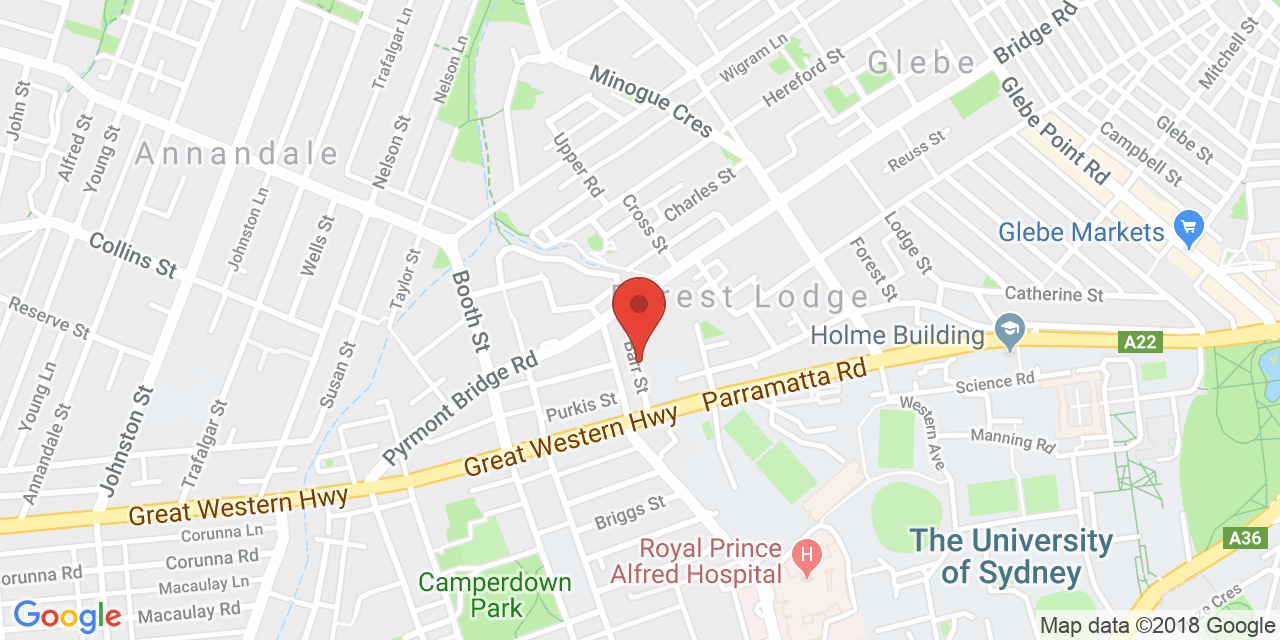 Trafalgar Ln
Nelson Ln
Wigram Ln
Minogue Cres
Hereford St
Glebe
Bridge Rd
Mitchell St
John St
Alfred St
Young St
Annandale
Nelson St
Upper Rd
Cross St
Charles St
Reuss St
Glebe Point Rd
Campbell St
Glebe St
Collins St
Johnston Ln
Wells St
Taylor St
Booth St
Forest St
Lodge St
Glebe Markets
Catherine St
Reserve St
Lodge
Holme Building
A22
Barr St
Susan St
Pyrmont Bridge Rd
Purkis St
Parramatta Rd
Great Western Hwy
Science Rd
Western Ave
Manning Rd
Young Ln
Annandale St
Johnston St
Trafalgar St
Great Western Hwy
Corunna Ln
Corunna Rd
Corunna Rd
Macaulay Ln
Macaulay Rd
Briggs St
Royal Prince
Alfred Hospital
H
The University
of Sydney
A36
Camperdown
Park
Google
Map data ©2018 Google